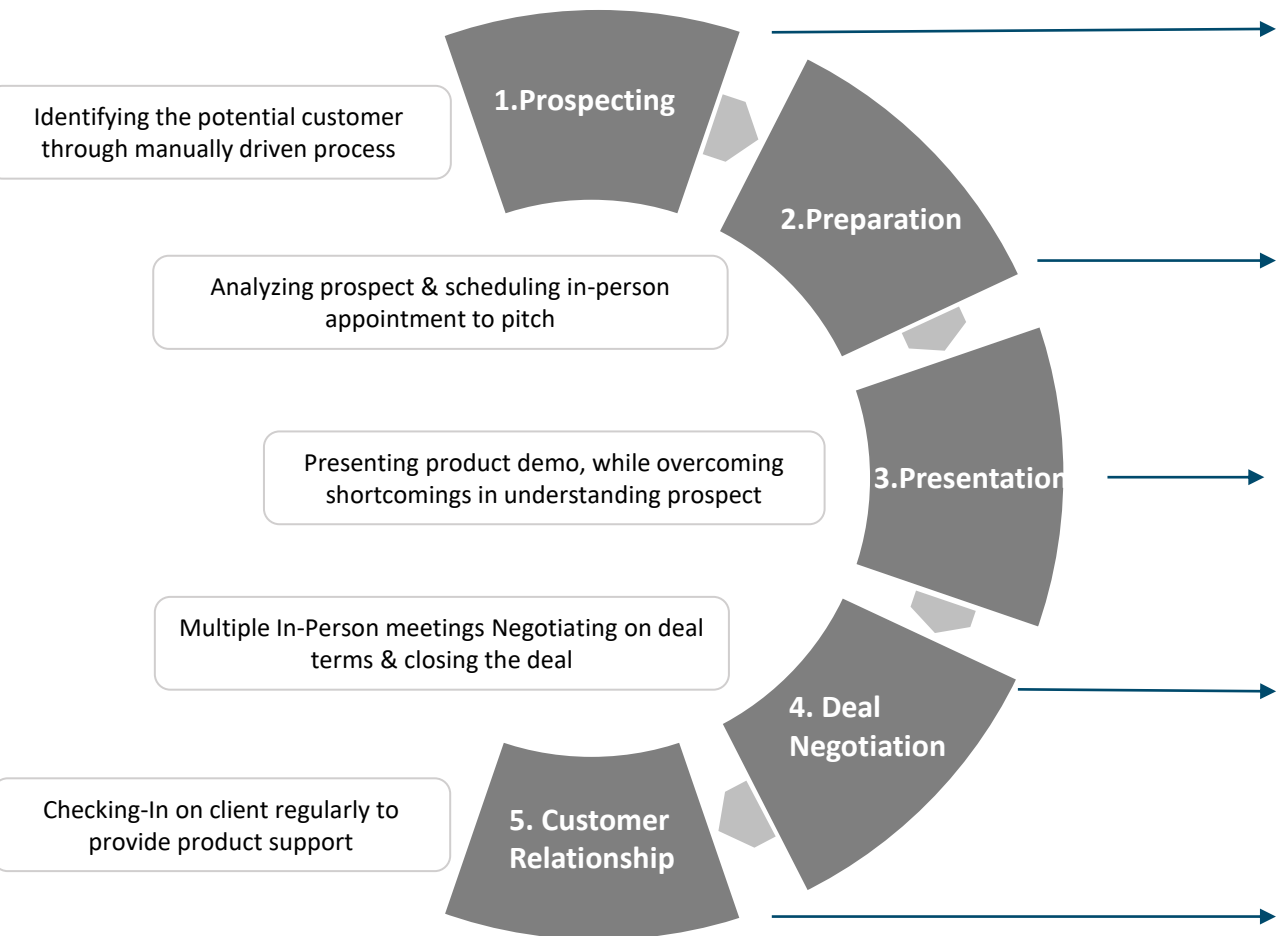 1.Prospecting
Identifying the potential customer
through manually driven process
2.Preparation
Analyzing prospect & scheduling in-person
appointment to pitch
3.Presentation
Presenting product demo, while overcoming
shortcomings in understanding prospect
4. Deal
Negotiation
Multiple In-Person meetings Negotiating on deal
terms & closing the deal
5. Customer
Relationship
Checking-In on client regularly to
provide product support